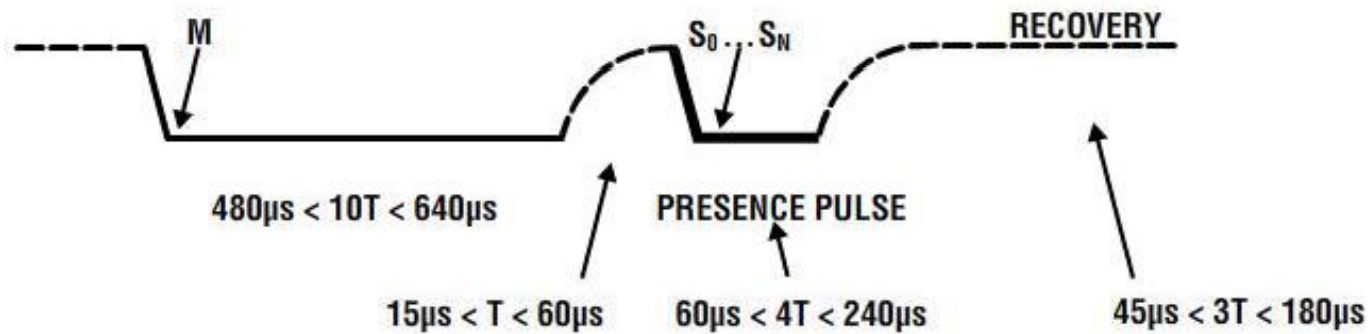 M
S₀...Sₙ
RECOVERY
480µs < 10T < 640µs
PRESENCE PULSE
15µs < T < 60µs
60µs < 4T < 240µs
45µs < 3T < 180µs